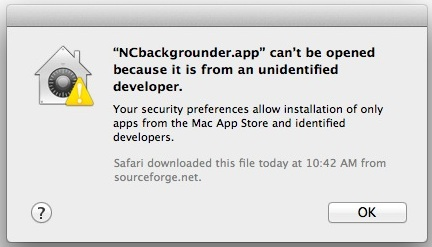 “NCbackgrounder.app” can't be opened
because it is from an unidentified
developer.
Your security preferences allow installation of only
apps from the Mac App Store and identified
developers.
Safari downloaded this file today at 10:42 AM from
sourceforge.net.
?
OK